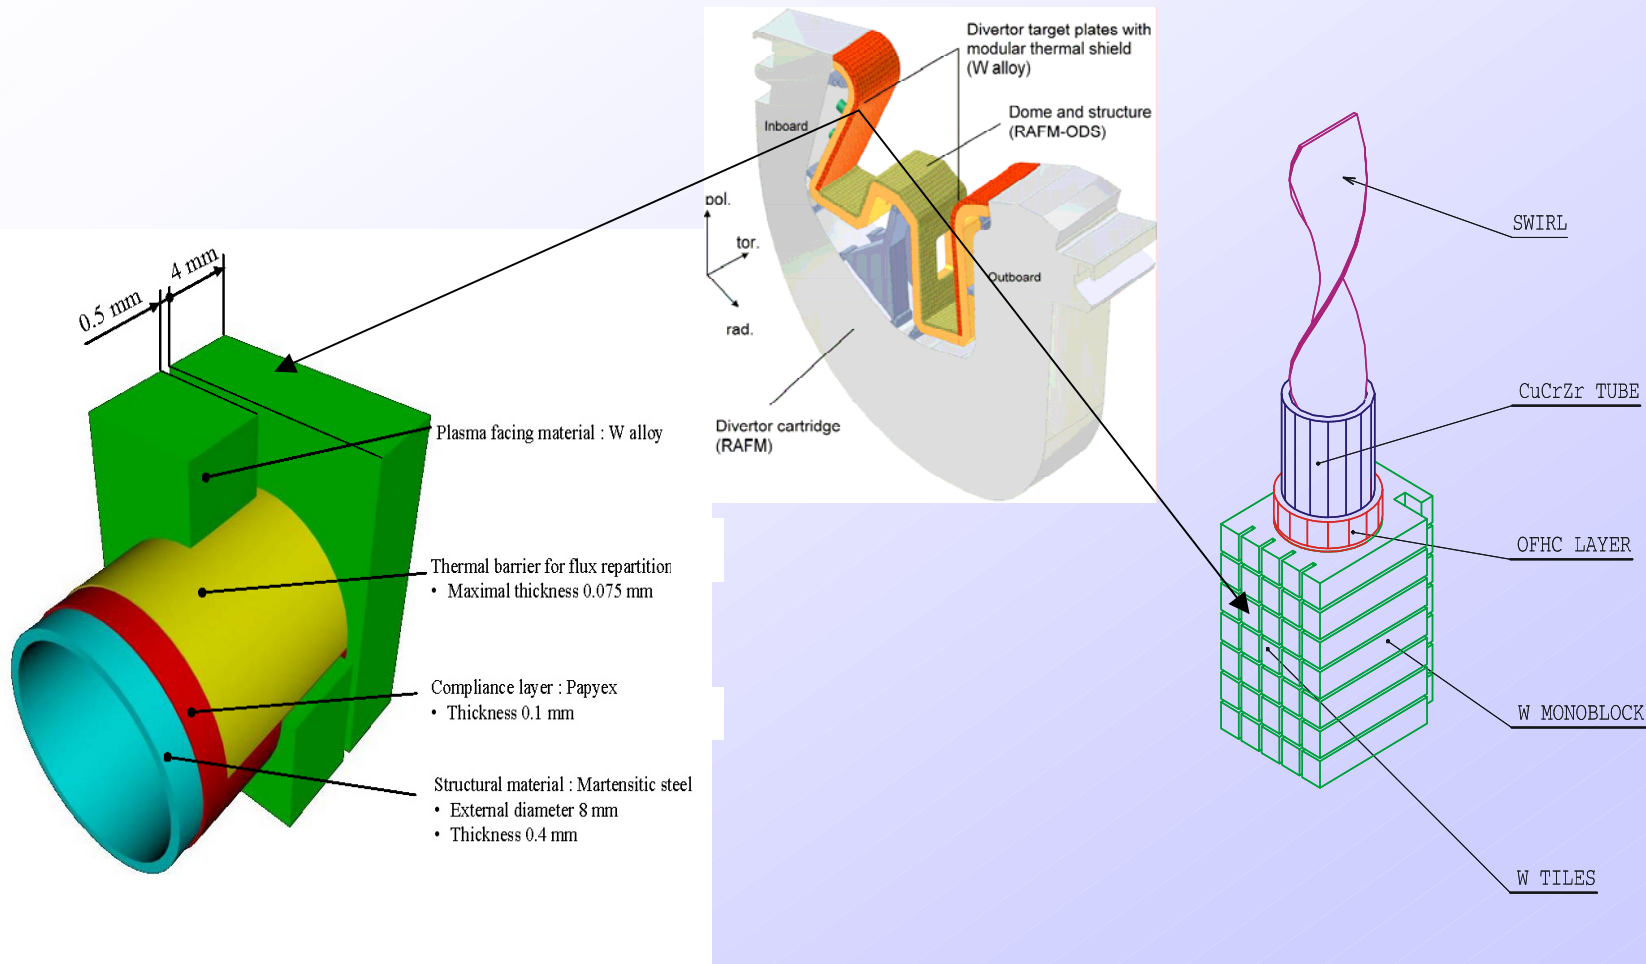 Divertor target plates with
modular thermal shield
(W alloy)
Dome and structure
(RAFM-ODS)
Inboard
pol.
tor.
rad.
Outboard
Divertor cartridge
(RAFM)
0.5 mm
4 mm
Plasma facing material : W alloy
Thermal barrier for flux repartition
• Maximal thickness 0.075 mm
Compliance layer : Papyex
• Thickness 0.1 mm
Structural material : Martensitic steel
• External diameter 8 mm
• Thickness 0.4 mm
SWIRL
CuCrZr TUBE
OFHC LAYER
W MONOBLOCK
W TILES